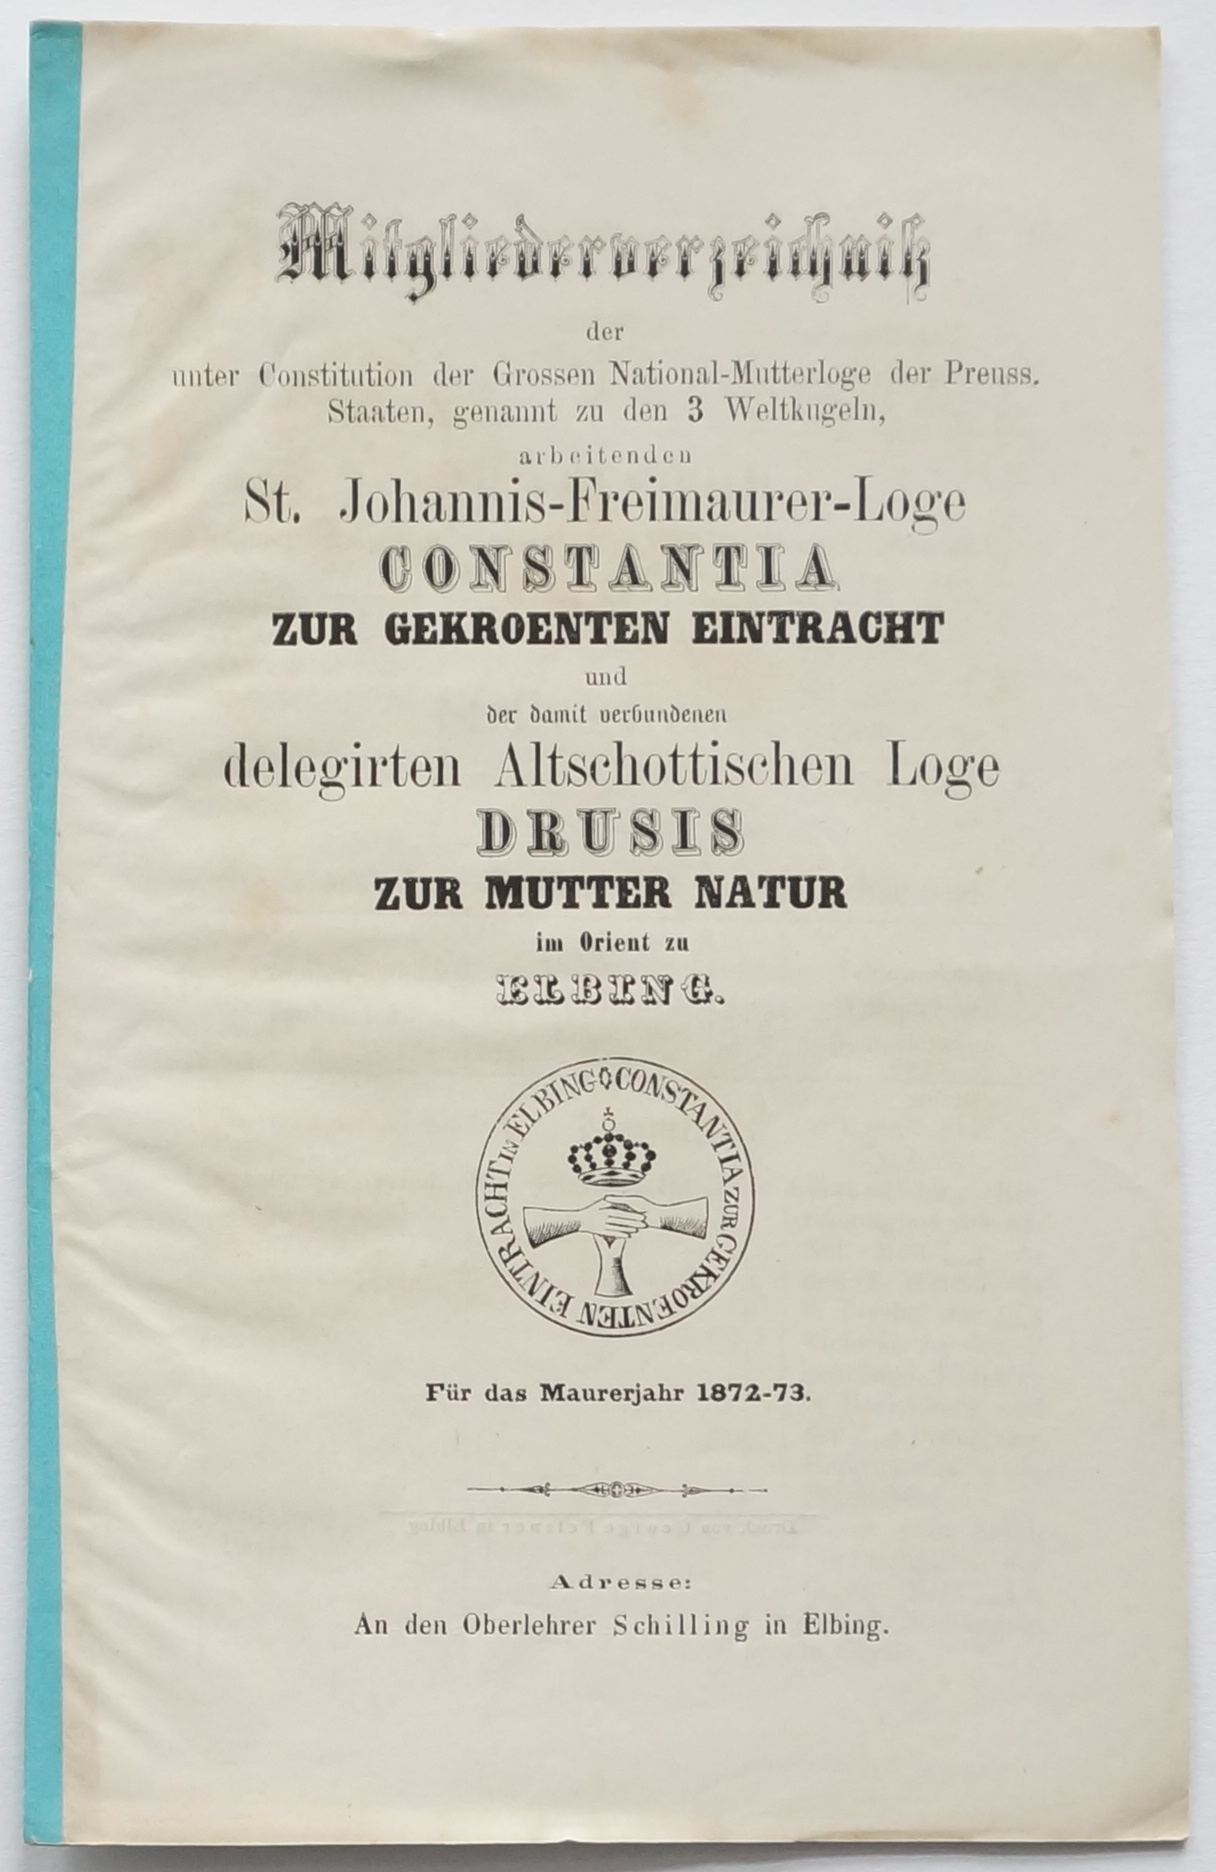 Mitgliederverzeichniß
der
unter Constitution der Grossen National-Mutterloge der Preuss.
Staaten, genannt zu den 3 Weltkugeln,
arbeitenden
St. Johannis-Freimaurer-Loge
CONSTANTIA
ZUR GEKROENTEN EINTRACHT
und
der damit verbundenen
delegirten Altschottischen Loge
DRUSIS
ZUR MUTTER NATUR
im Orient zu
ELBING.
CONSTANTIA ZUR GEKROENTEN EINTRACHT IN ELBING
Für das Maurerjahr 1872-73.
Adresse:
An den Oberlehrer Schilling in Elbing.